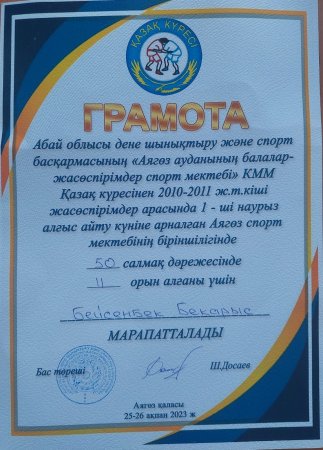 ҚАЗАҚ КҮРЕСІ
ГРАМОТА
Абай облысы дене шынықтыру және спорт
басқармасының «Аягөз ауданының балалар-
жасөспірімдер спорт мектебі» КММ
Қазақ күресінен 2010-2011 ж.т.кіші
жасөспірімдер арасында 1 - ші наурыз
алғыс айту күніне арналған Аягөз спорт
мектебінің біріншілігінде
50 салмақ дәрежесінде
II орын алғаны үшін
Бейсенбек Бекарыс
МАРАПАТТАЛАДЫ
Бас төреші Ш.Досаев
Аягөз қаласы
25-26 ақпан 2023 ж